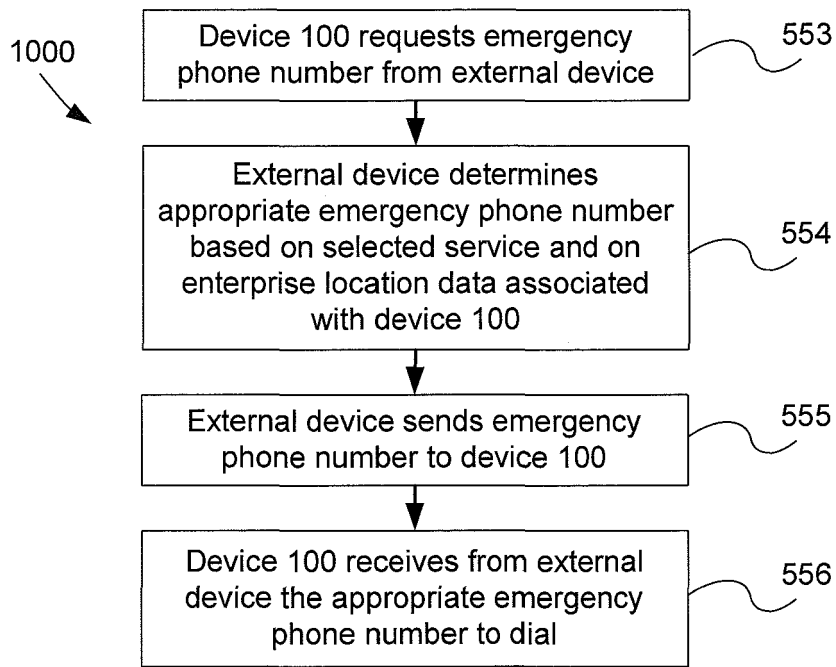 1000
Device 100 requests emergency
phone number from external device
553
External device determines
appropriate emergency phone number
based on selected service and on
enterprise location data associated
with device 100
554
External device sends emergency
phone number to device 100
555
Device 100 receives from external
device the appropriate emergency
phone number to dial
556